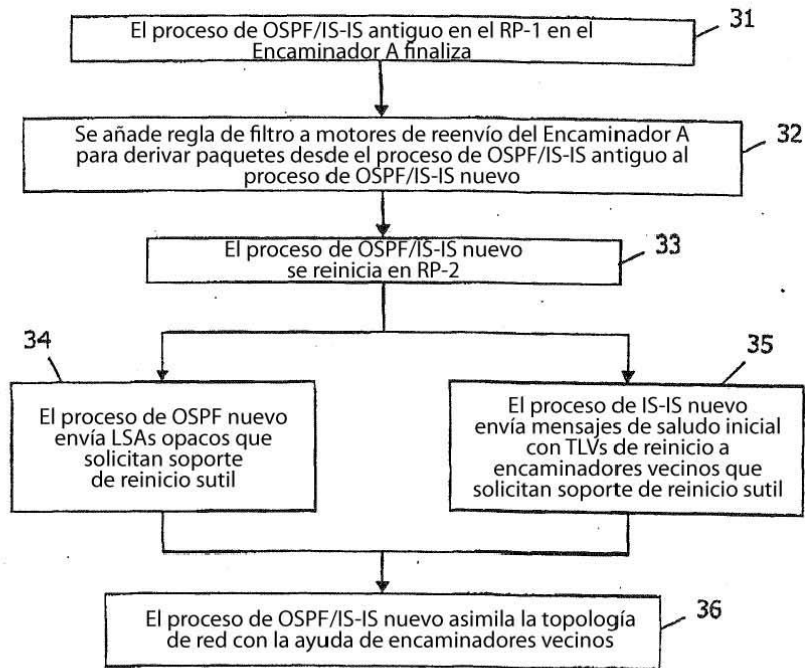 31
El proceso de OSPF/IS-IS antiguo en el RP-1 en el
Encaminador A finaliza
Se añade regla de filtro a motores de reenvío del Encaminador A
para derivar paquetes desde el proceso de OSPF/IS-IS antiguo al
proceso de OSPF/IS-IS nuevo
32
El proceso de OSPF/IS-IS nuevo
se reinicia en RP-2
33
34
El proceso de OSPF nuevo
envía LSAs opacos que
solicitan soporte
de reinicio sutil
35
El proceso de IS-IS nuevo
envía mensajes de saludo inicial
con TLVs de reinicio a
encaminadores vecinos que
solicitan soporte de reinicio sutil
El proceso de OSPF/IS-IS nuevo asimila la topología
de red con la ayuda de encaminadores vecinos
36